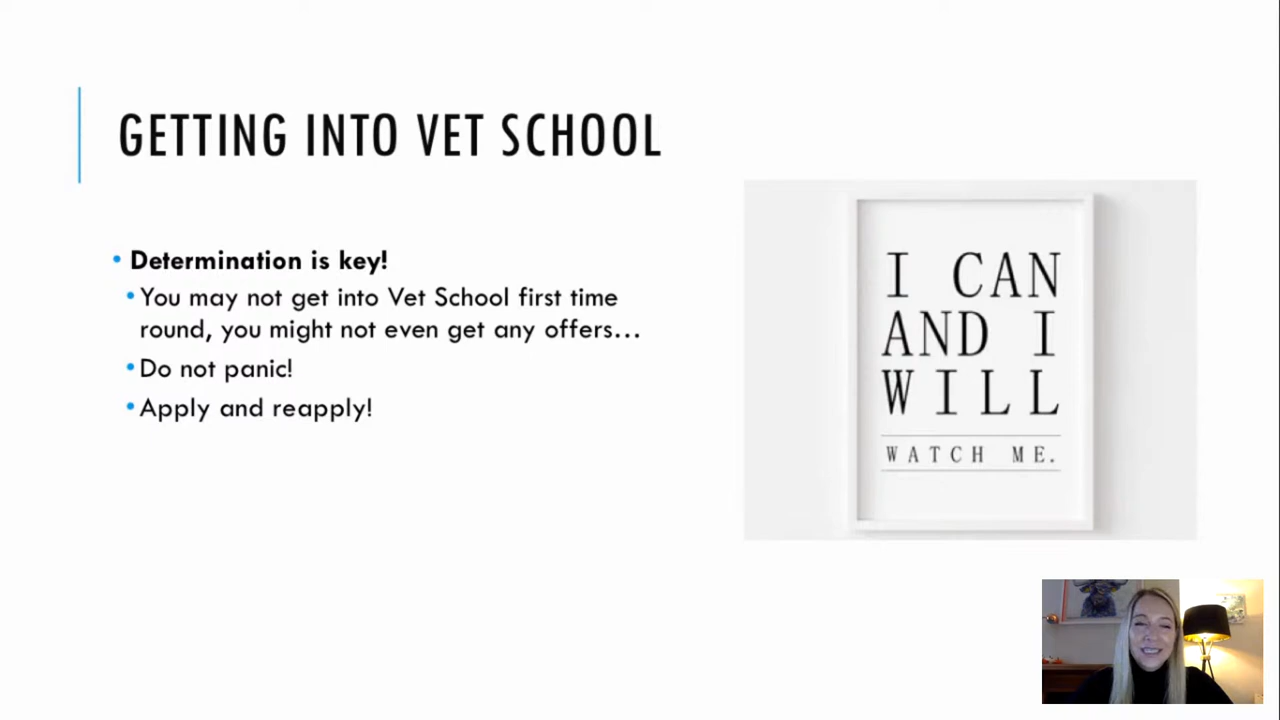 GETTING INTO VET SCHOOL
• Determination is key!
• You may not get into Vet School first time
round, you might not even get any offers...
• Do not panic!
• Apply and reapply!
I CAN
AND I
WILL
WATCH ME.